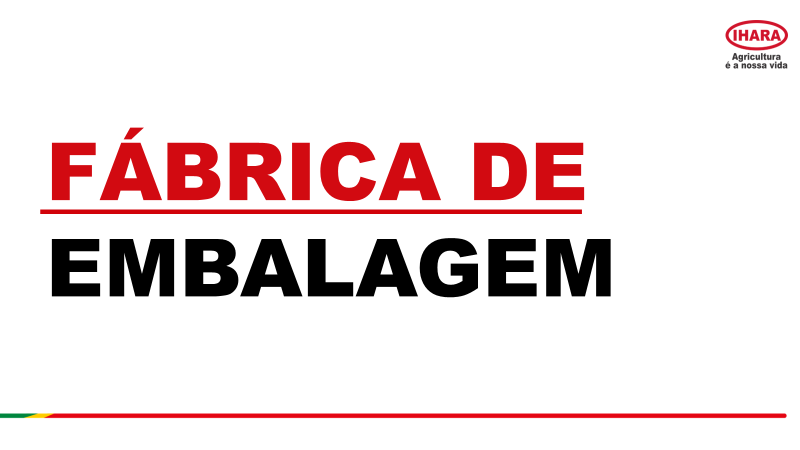 IHARA
Agricultura
é a nossa vida
FÁBRICA DE
EMBALAGEM